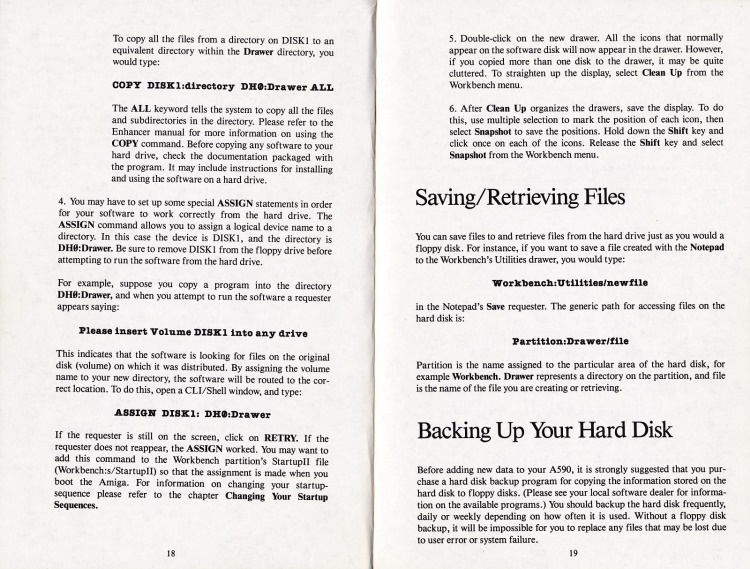 To copy all the files from a directory on DISK1 to an
equivalent directory within the Drawer directory, you
would type:
COPY DISK1:directory DH0:Drawer ALL
The ALL keyword tells the system to copy all the files
and subdirectories in the directory. Please refer to the
Enhancer manual for more information on using the
COPY command. Before copying any software to your
hard drive, check the documentation packaged with
the program. It may include instructions for installing
and using the software on a hard drive.
4. You may have to set up some special ASSIGN statements in order
for your software to work correctly from the hard drive. The
ASSIGN command allows you to assign a logical device name to a
directory. In this case the device is DISK1, and the directory is
DH0:Drawer. Be sure to remove DISK1 from the floppy drive before
attempting to run the software from the hard drive.
For example, suppose you copy a program into the directory
DH0:Drawer, and when you attempt to run the software a requester
appears saying:
Please insert Volume DISK1 into any drive
This indicates that the software is looking for files on the original
disk (volume) on which it was distributed. By assigning the volume
name to your new directory, the software will be routed to the cor-
rect location. To do this, open a CLI/Shell window, and type:
ASSIGN DISK1: DH0:Drawer
If the requester is still on the screen, click on RETRY. If the
requester does not reappear, the ASSIGN worked. You may want to
add this command to the Workbench partition's StartupII file
(Workbench:s/StartupII) so that the assignment is made when you
boot the Amiga. For information on changing your startup-
sequence please refer to the chapter Changing Your Startup
Sequences.
18
5. Double-click on the new drawer. All the icons that normally
appear on the software disk will now appear in the drawer. However,
if you copied more than one disk to the drawer, it may be quite
cluttered. To straighten up the display, select Clean Up from the
Workbench menu.
6. After Clean Up organizes the drawers, save the display. To do
this, use multiple selection to mark the position of each icon, then
select Snapshot to save the positions. Hold down the Shift key and
click once on each of the icons. Release the Shift key and select
Snapshot from the Workbench menu.
Saving/Retrieving Files
You can save files to and retrieve files from the hard drive just as you would a
floppy disk. For instance, if you want to save a file created with the Notepad
to the Workbench's Utilities drawer, you would type:
Workbench:Utilities/newfile
in the Notepad's Save requester. The generic path for accessing files on the
hard disk is:
Partition:Drawer/file
Partition is the name assigned to the particular area of the hard disk, for
example Workbench. Drawer represents a directory on the partition, and file
is the name of the file you are creating or retrieving.
Backing Up Your Hard Disk
Before adding new data to your A590, it is strongly suggested that you pur-
chase a hard disk backup program for copying the information stored on the
hard disk to floppy disks. (Please see your local software dealer for informa-
tion on the available programs.) You should backup the hard disk frequently,
daily or weekly depending on how often it is used. Without a floppy disk
backup, it will be impossible for you to replace any files that may be lost due
to user error or system failure.
19